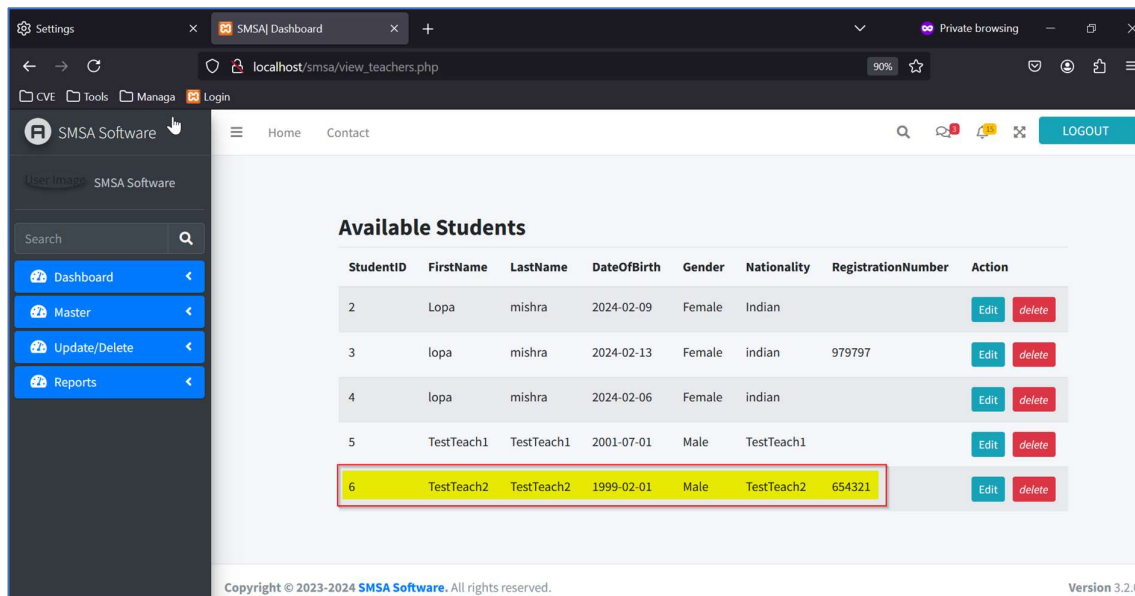 Settings
SMSA| Dashboard
Private browsing
localhost/smsa/view_teachers.php
90%
CVE Tools Managa Login
SMSA Software
Home Contact
3
15
LOGOUT
User Image SMSA Software
Search
Dashboard
Master
Update/Delete
Reports
Available Students
StudentID FirstName LastName DateOfBirth Gender Nationality RegistrationNumber Action
2 Lopa mishra 2024-02-09 Female Indian Edit delete
3 lopa mishra 2024-02-13 Female indian 979797 Edit delete
4 lopa mishra 2024-02-06 Female indian Edit delete
5 TestTeach1 TestTeach1 2001-07-01 Male TestTeach1 Edit delete
6 TestTeach2 TestTeach2 1999-02-01 Male TestTeach2 654321 Edit delete
Copyright © 2023-2024 SMSA Software. All rights reserved.
Version 3.2.